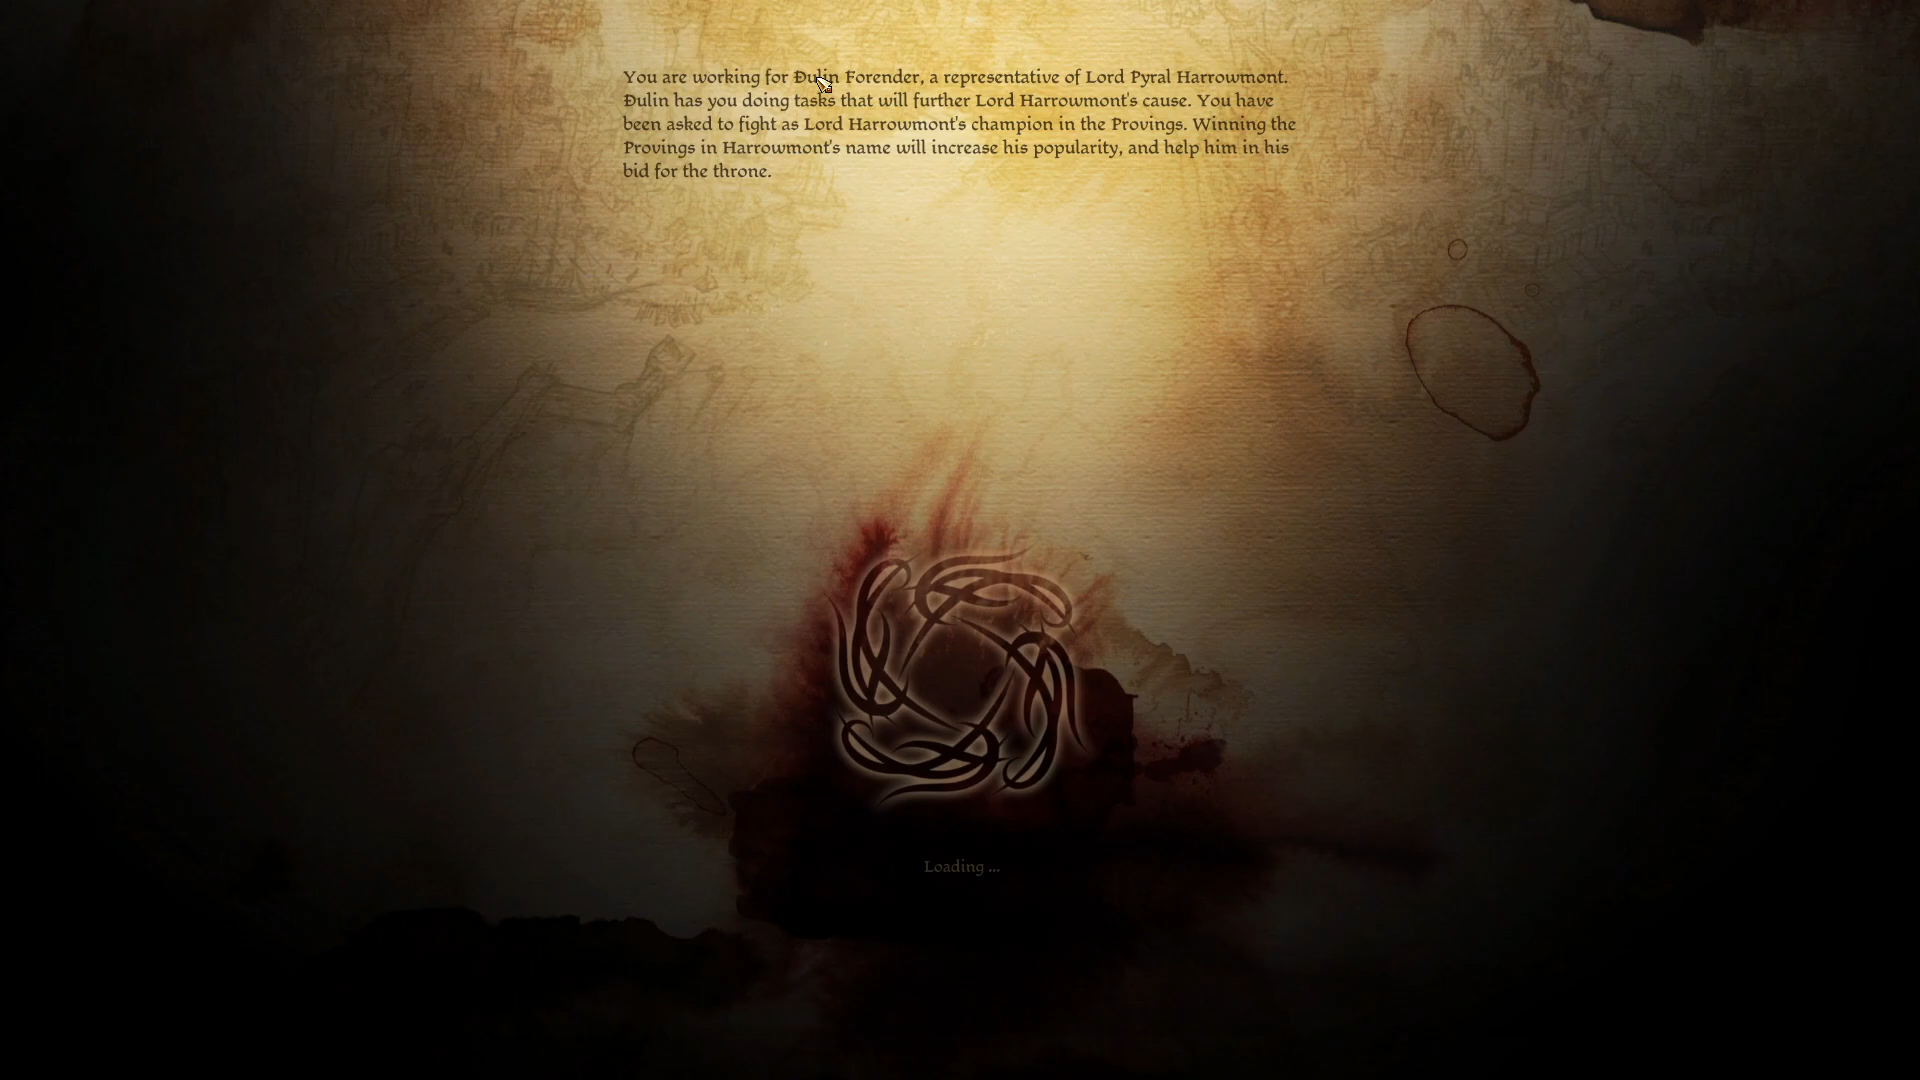 You are working for Dulin Forender, a representative of Lord Pyral Harrowmont.
Dulin has you doing tasks that will further Lord Harrowmont's cause. You have
been asked to fight as Lord Harrowmont's champion in the Provings. Winning the
Provings in Harrowmont's name will increase his popularity, and help him in his
bid for the throne.
Loading ...